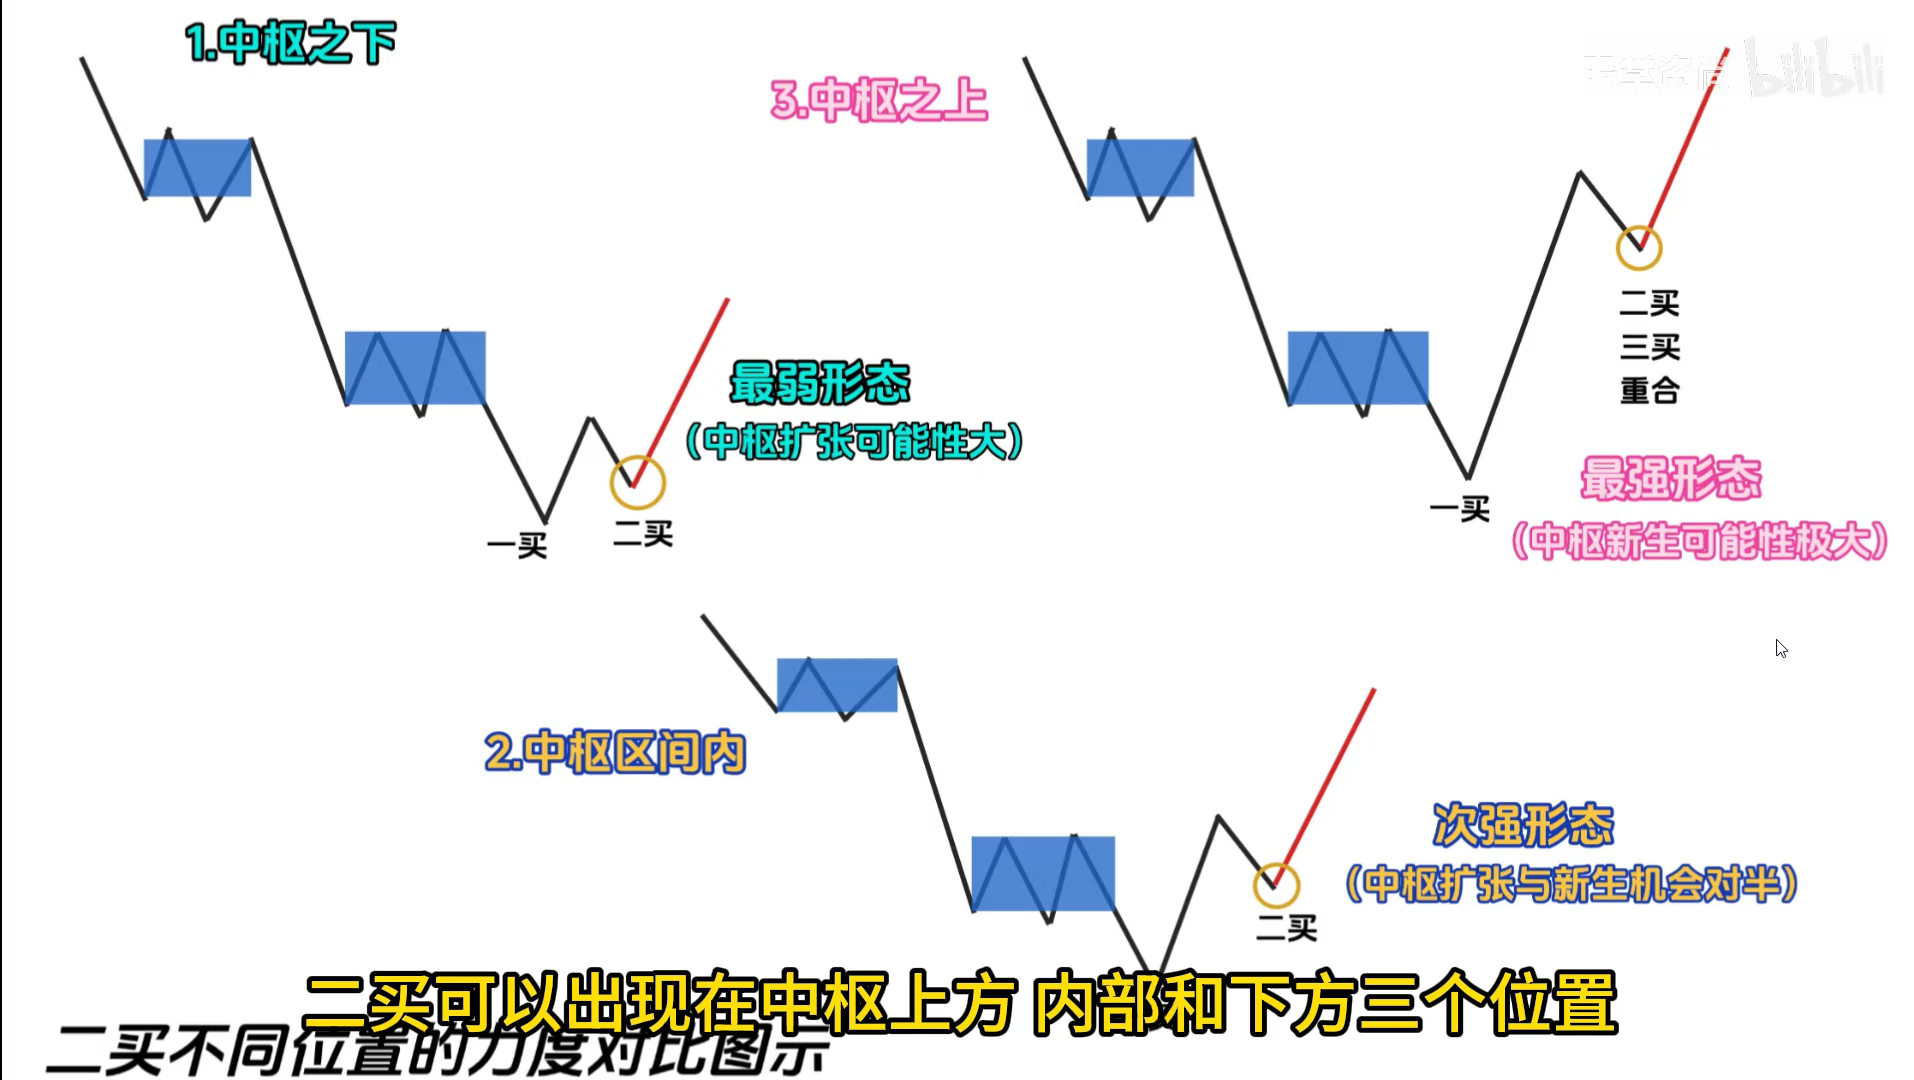 1.中枢之下
3.中枢之上
bilibili
二买
三买
重合
最弱形态
（中枢扩张可能性大）
最强形态
（中枢新生可能性极大）
一买
一买
二买
2.中枢区间内
次强形态
（中枢扩张与新生机会对半）
二买
二买可以出现在中枢上方 内部和下方三个位置
二买不同位置的力度对比图示